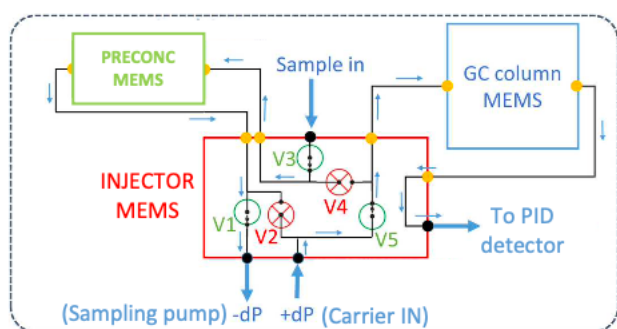 PRECONC
MEMS
Sample in
GC column
MEMS
INJECTOR
MEMS
V3
V4
V1
V2
V5
To PID
detector
(Sampling pump) -dP +dP (Carrier IN)